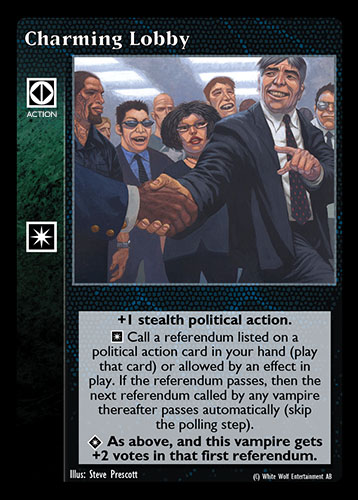 Charming Lobby
ACTION
+1 stealth political action.
Call a referendum listed on a
political action card in your hand (play
that card) or allowed by an effect in
play. If the referendum passes, then the
next referendum called by any vampire
thereafter passes automatically (skip
the polling step).
As above, and this vampire gets
+2 votes in that first referendum.
Illus: Steve Prescott
(C) White Wolf Entertainment AB